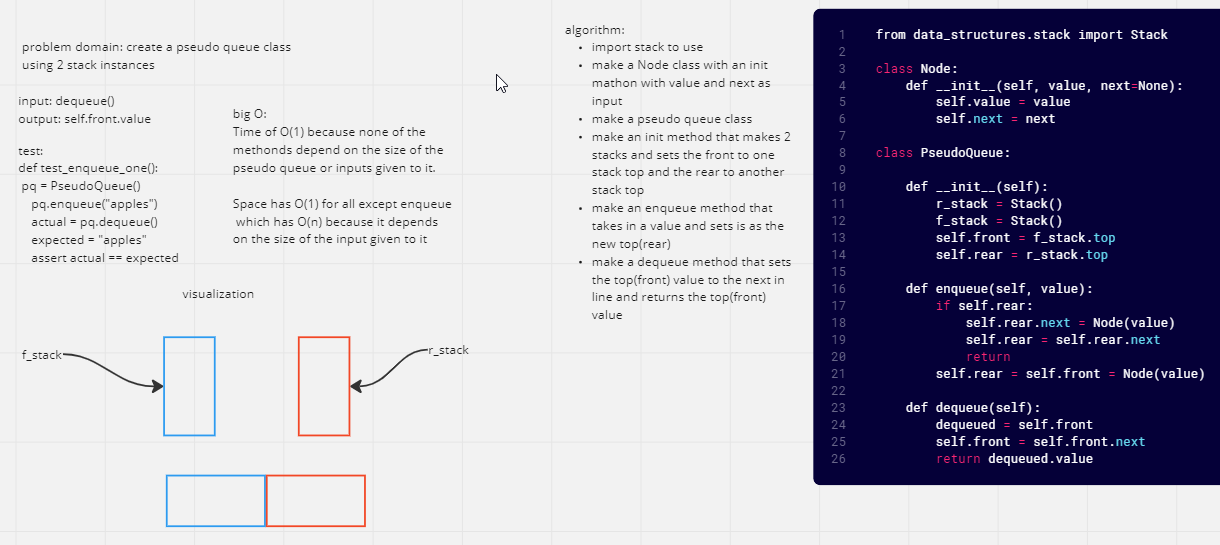 problem domain: create a pseudo queue class
using 2 stack instances
input: dequeue()
output: self.front.value
test:
def test_enqueue_one():
pq = PseudoQueue()
pq.enqueue("apples")
actual = pq.dequeue()
expected = "apples"
assert actual == expected
big O:
Time of O(1) because none of the
methonds depend on the size of the
pseudo queue or inputs given to it.
Space has O(1) for all except enqueue
which has O(n) because it depends
on the size of the input given to it
visualization
f_stack
r_stack
algorithm:
• import stack to use
• make a Node class with an init
mathon with value and next as
input
• make a pseudo queue class
• make an init method that makes 2
stacks and sets the front to one
stack top and the rear to another
stack top
• make an enqueue method that
takes in a value and sets is as the
new top(rear)
• make a dequeue method that sets
the top(front) value to the next in
line and returns the top(front)
value
1 from data_structures.stack import Stack
2
3 class Node:
4 def __init__(self, value, next=None):
5 self.value = value
6 self.next = next
7
8 class PseudoQueue:
9
10 def __init__(self):
11 r_stack = Stack()
12 f_stack = Stack()
13 self.front = f_stack.top
14 self.rear = r_stack.top
15
16 def enqueue(self, value):
17 if self.rear:
18 self.rear.next = Node(value)
19 self.rear = self.rear.next
20 return
21 self.rear = self.front = Node(value)
22
23 def dequeue(self):
24 dequeued = self.front
25 self.front = self.front.next
26 return dequeued.value